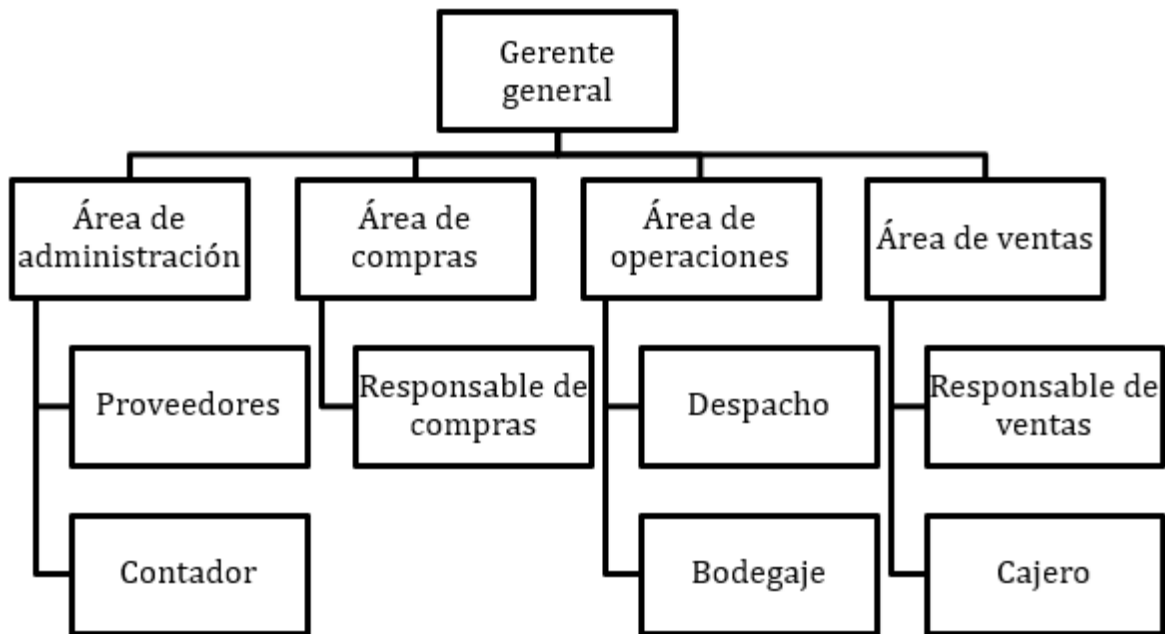 Gerente
general
Área de
administración
Área de
compras
Área de
operaciones
Área de ventas
Proveedores
Responsable de
compras
Despacho
Responsable de
ventas
Contador
Bodegaje
Cajero